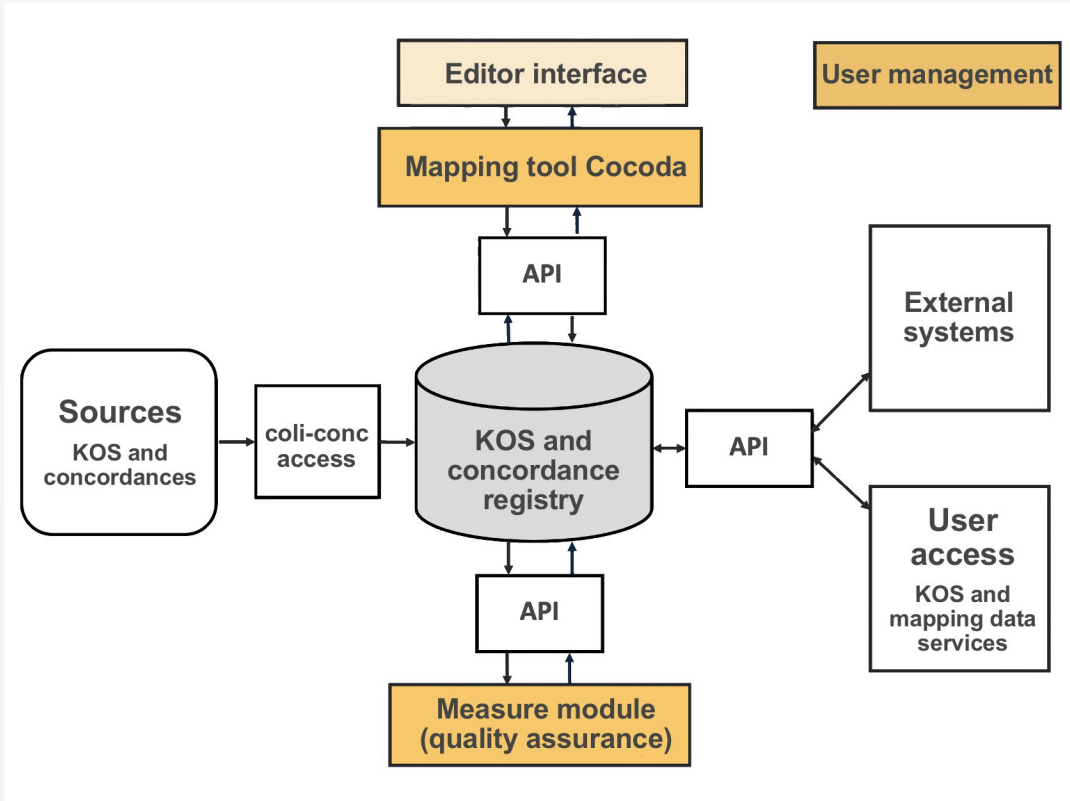 Editor interface
User management
Mapping tool Cocoda
API
External
systems
Sources
KOS and
concordances
coli-conc
access
KOS and
concordance
registry
API
User
access
KOS and
mapping data
services
API
Measure module
(quality assurance)